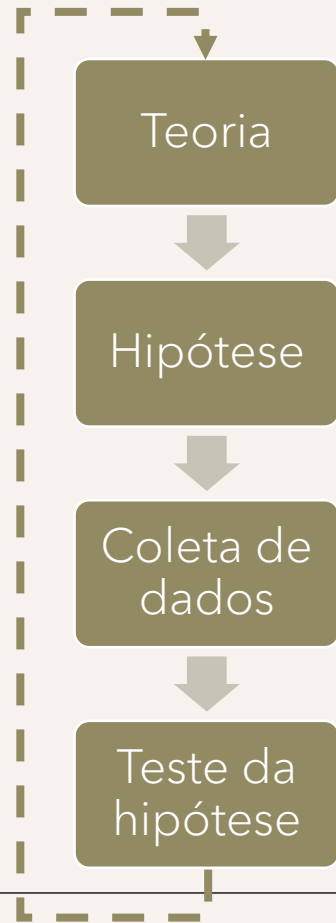 Teoria
Hipótese
Coleta de
dados
Teste da
hipótese